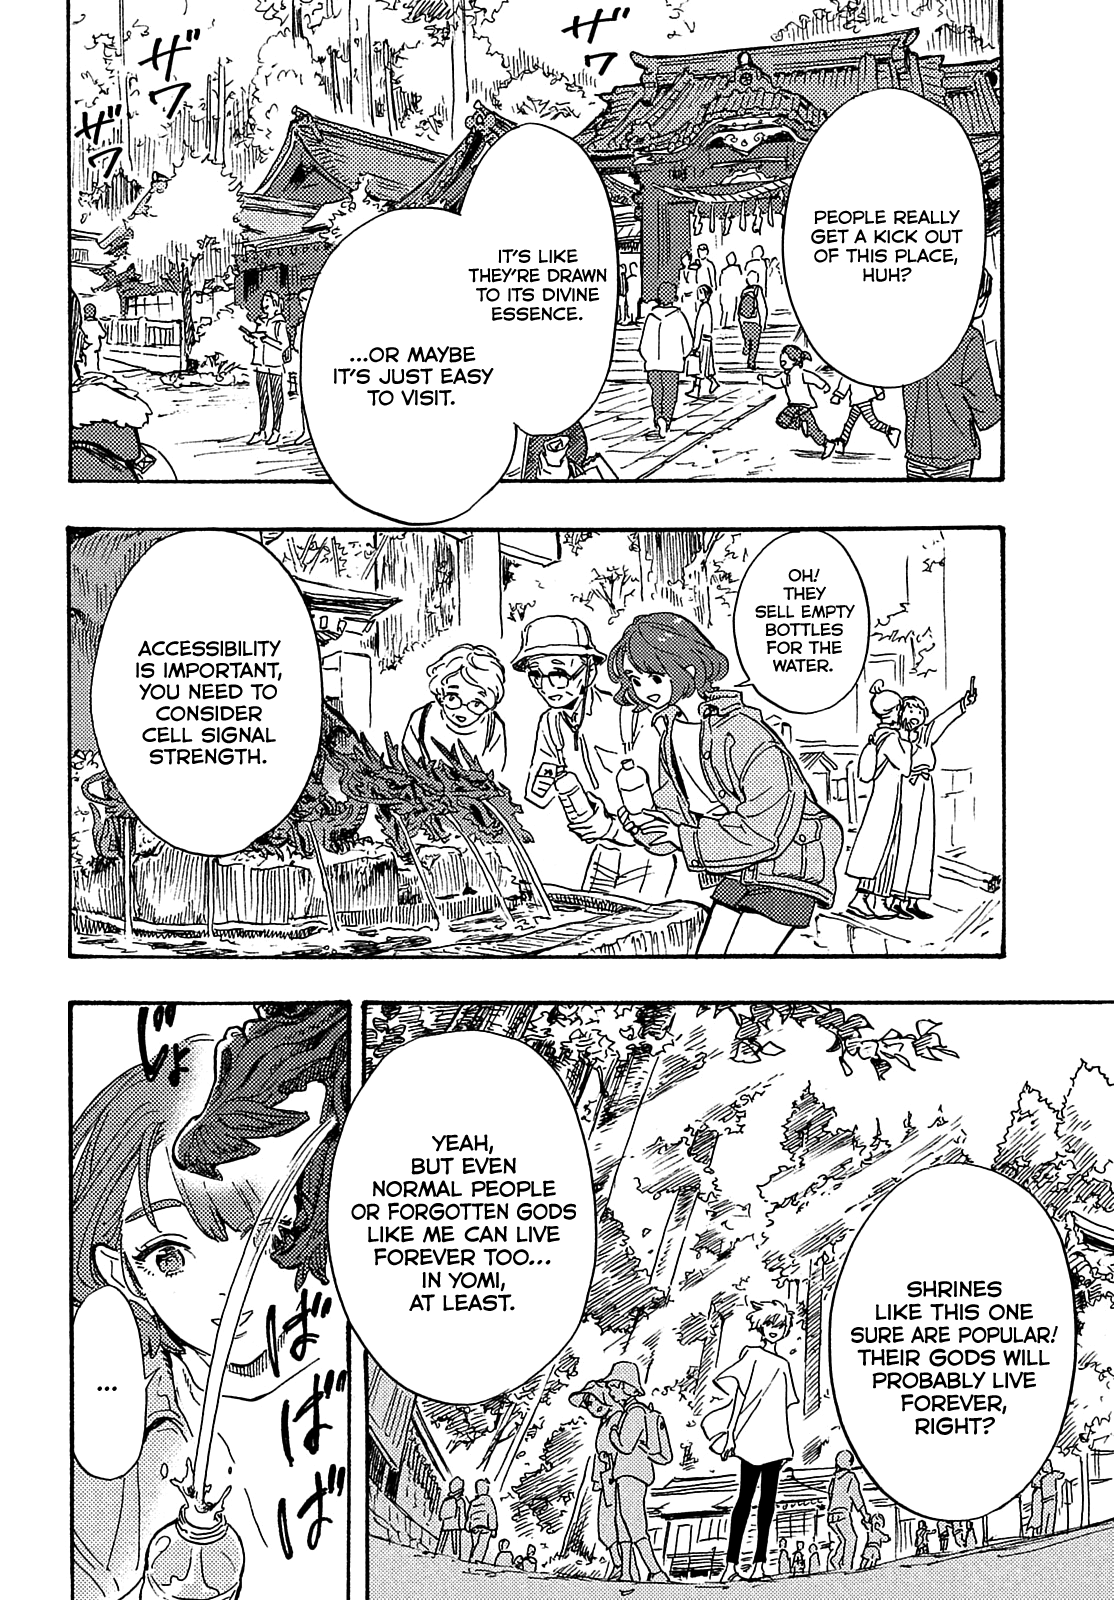 ザワ
PEOPLE REALLY
GET A KICK OUT
OF THIS PLACE,
HUH?
IT'S LIKE
THEY'RE DRAWN
TO ITS DIVINE
ESSENCE.
...OR MAYBE
IT'S JUST EASY
TO VISIT.
ザワ
ザワ
OH!
THEY
SELL EMPTY
BOTTLES
FOR THE
WATER.
ACCESSIBILITY
IS IMPORTANT,
YOU NEED TO
CONSIDER
CELL SIGNAL
STRENGTH.
SHRINES
LIKE THIS ONE
SURE ARE POPULAR!
THEIR GODS WILL
PROBABLY LIVE
FOREVER,
RIGHT?
YEAH,
BUT EVEN
NORMAL PEOPLE
OR FORGOTTEN GODS
LIKE ME CAN LIVE
FOREVER TOO...
IN YOMI,
AT LEAST.
じょ
ばばば
...